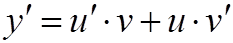 y′ = u′ · v + u · v′